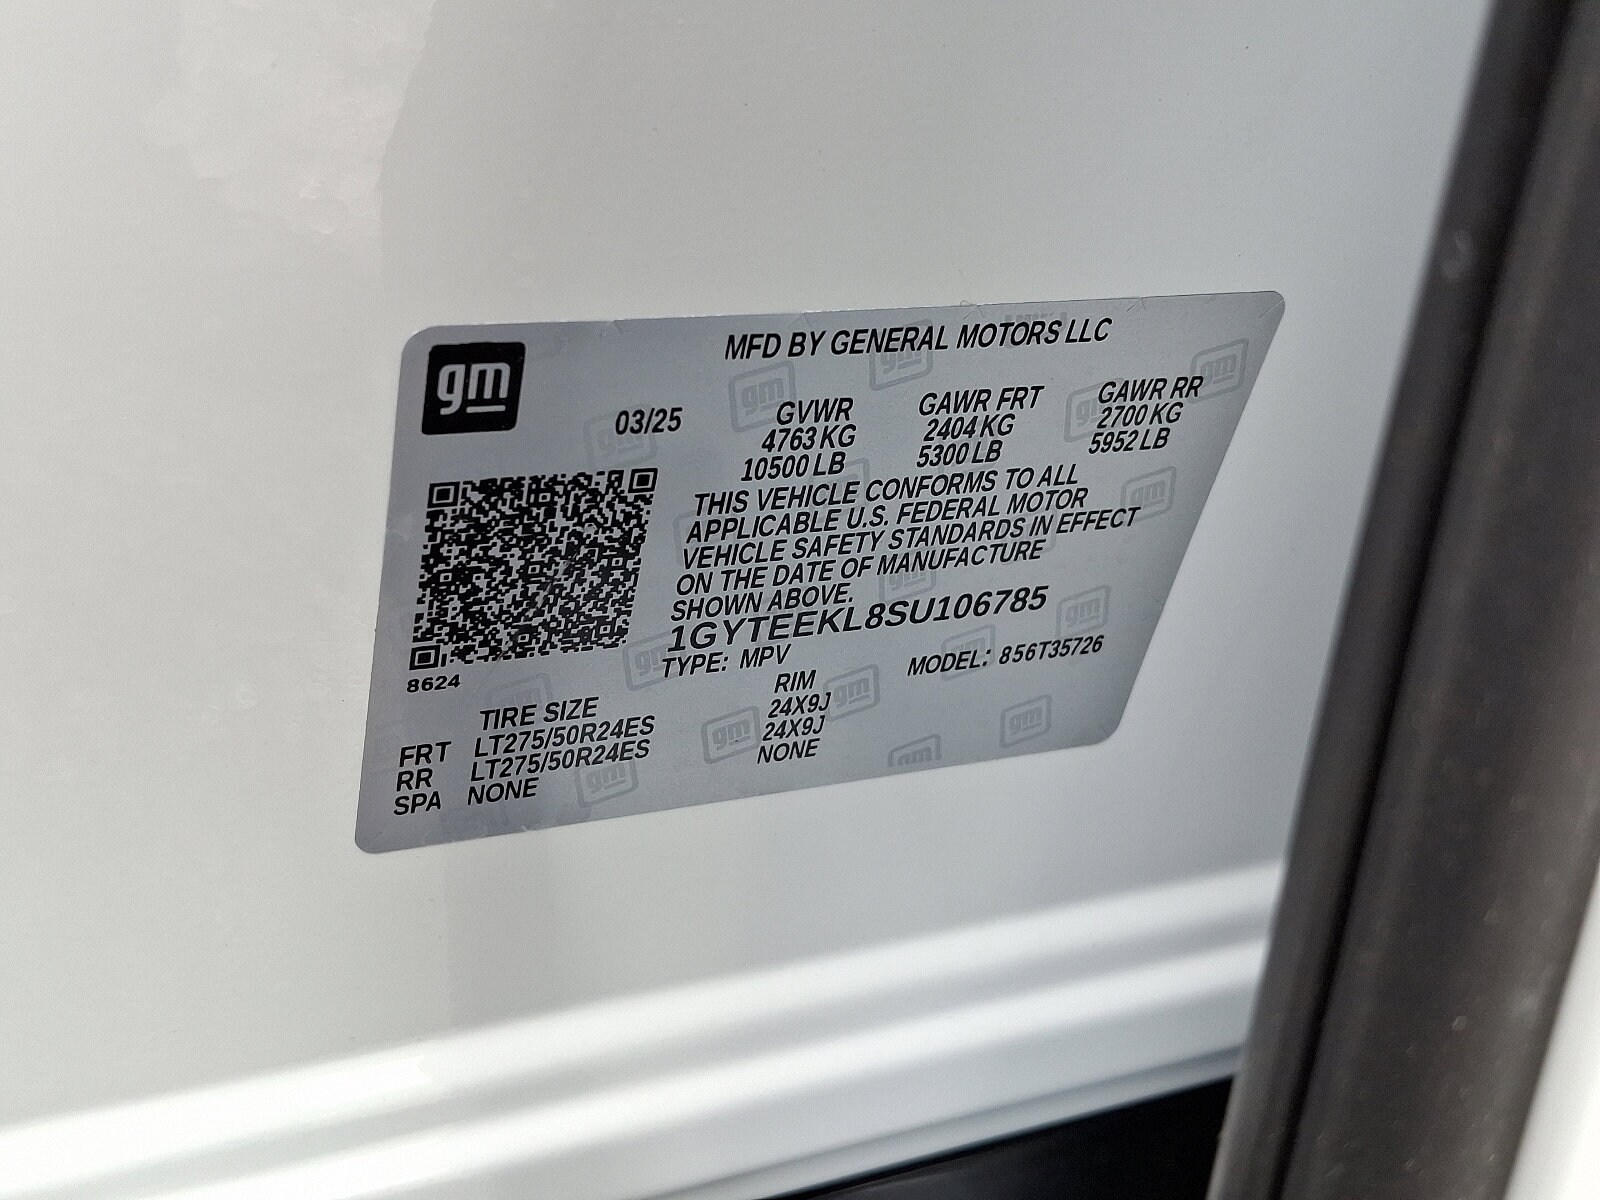 gm
MFD BY GENERAL MOTORS LLC
03/25
GVWR GAWR FRT GAWR RR
4763 KG 2404 KG 2700 KG
10500 LB 5300 LB 5952 LB
THIS VEHICLE CONFORMS TO ALL
APPLICABLE U.S. FEDERAL MOTOR
VEHICLE SAFETY STANDARDS IN EFFECT
ON THE DATE OF MANUFACTURE
SHOWN ABOVE.
1GYTEEKL8SU106785
TYPE: MPV MODEL: 856T35726
8624
TIRE SIZE RIM
FRT LT275/50R24ES 24X9J
RR LT275/50R24ES 24X9J
SPA NONE NONE